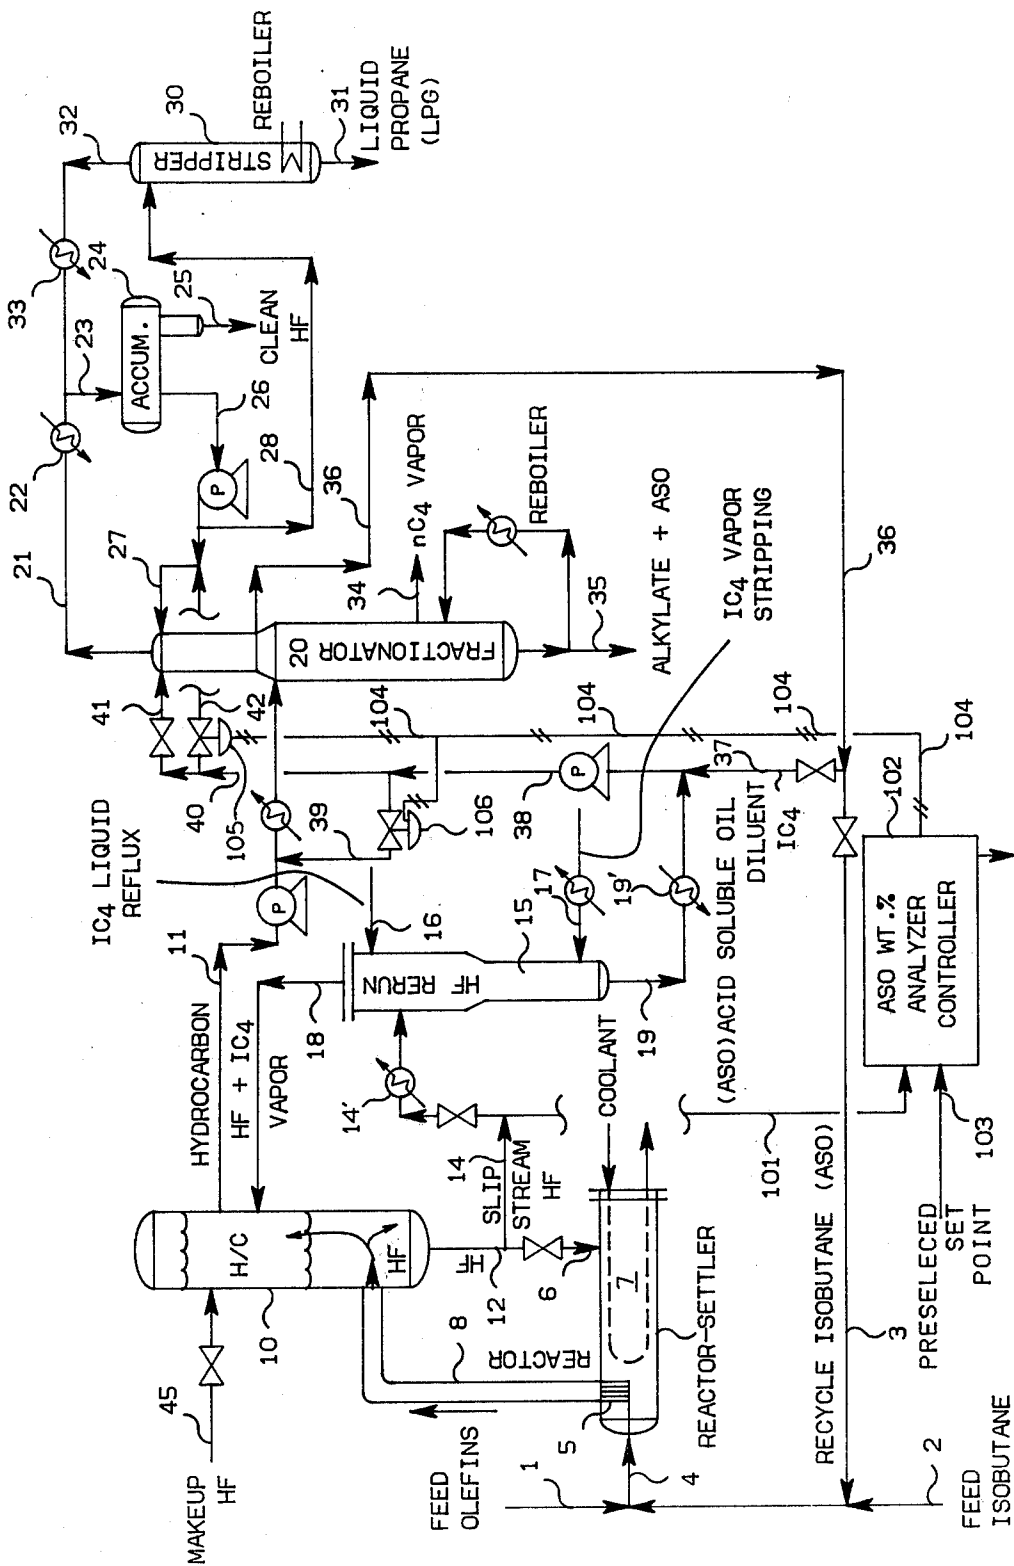 MAKEUP
HF
45
10
H/C
HF
HYDROCARBON
11
HF + IC4
VAPOR
18
IC4 LIQUID
REFLUX
16
P
39
40
105
41
42
106
104
104
104
104
21
22
23
33
24
32
ACCUM.
25
CLEAN
HF
26
P
27
28
STRIPPER
30
REBOILER
31
LIQUID
PROPANE
(LPG)
FRACTIONATOR
20
34
nC4 VAPOR
REBOILER
35
ALKYLATE + ASO
36
36
IC4 VAPOR
STRIPPING
P
38
37
DILUENT
IC4
HF RERUN
15
17
19
19'
(ASO)ACID SOLUBLE OIL
14'
14
SLIP
STREAM
HF
HF
12
6
8
REACTOR
5
7
COOLANT
REACTOR-SETTLER
FEED
OLEFINS
1
4
RECYCLE ISOBUTANE (ASO)
3
2
FEED
ISOBUTANE
101
102
ASO WT.%
ANALYZER
CONTROLLER
103
PRESELECED
SET
POINT